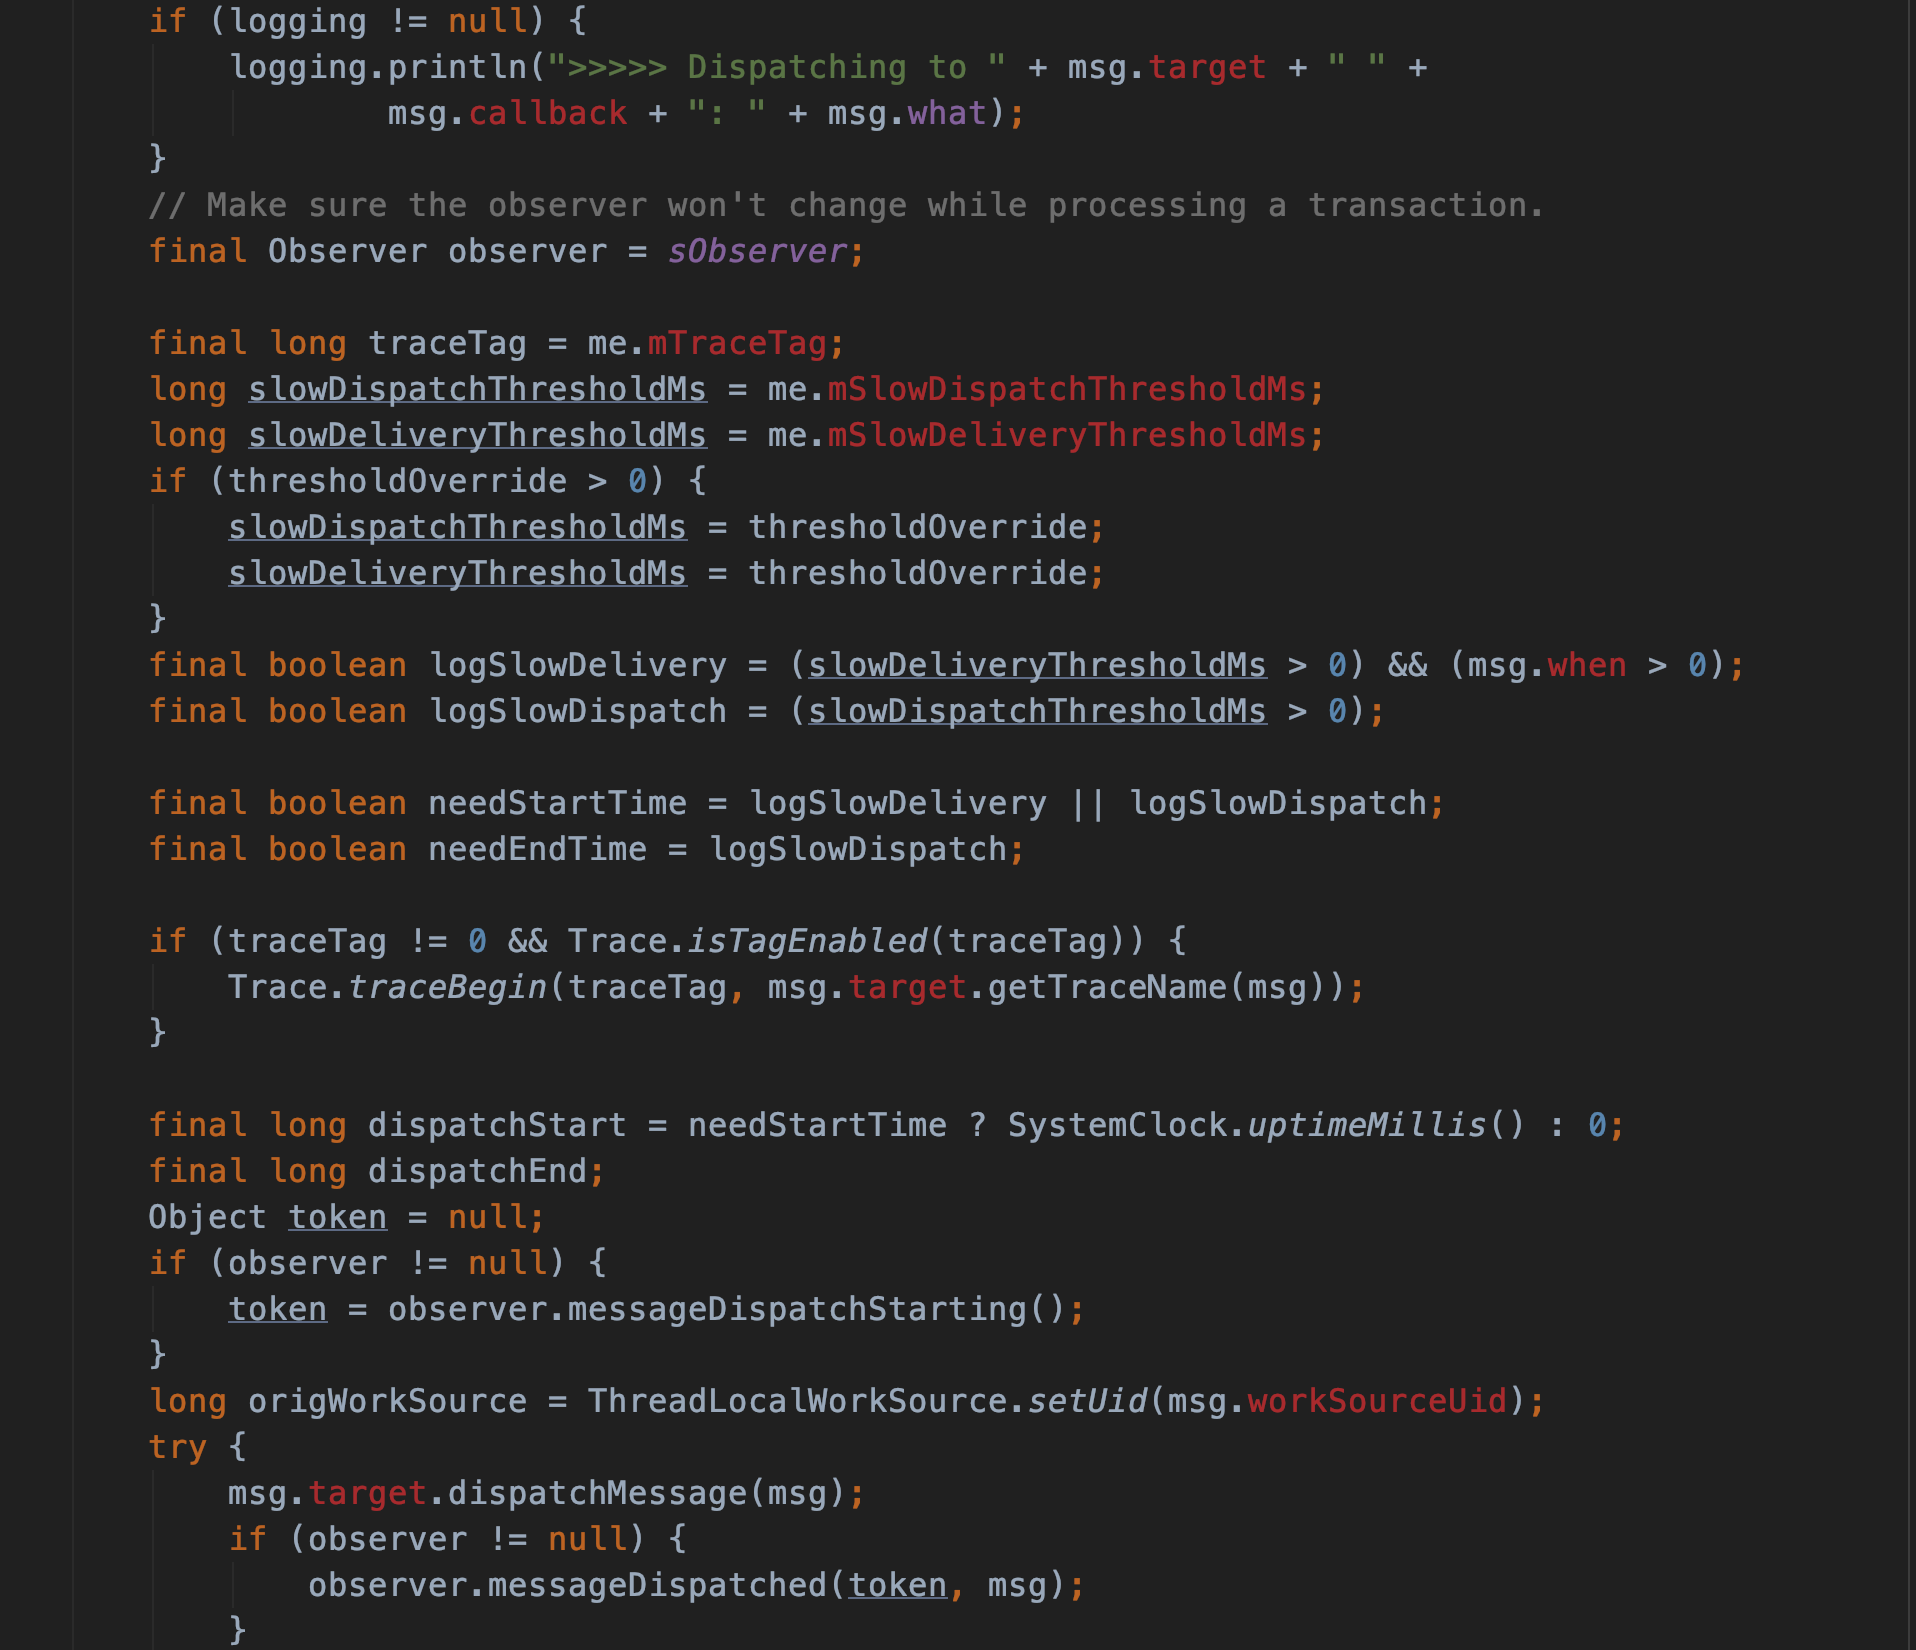 if (logging != null) {
    logging.println(">>>>> Dispatching to " + msg.target + " " +
            msg.callback + ": " + msg.what);
}
// Make sure the observer won't change while processing a transaction.
final Observer observer = sObserver;

final long traceTag = me.mTraceTag;
long slowDispatchThresholdMs = me.mSlowDispatchThresholdMs;
long slowDeliveryThresholdMs = me.mSlowDeliveryThresholdMs;
if (thresholdOverride > 0) {
    slowDispatchThresholdMs = thresholdOverride;
    slowDeliveryThresholdMs = thresholdOverride;
}
final boolean logSlowDelivery = (slowDeliveryThresholdMs > 0) && (msg.when > 0);
final boolean logSlowDispatch = (slowDispatchThresholdMs > 0);

final boolean needStartTime = logSlowDelivery || logSlowDispatch;
final boolean needEndTime = logSlowDispatch;

if (traceTag != 0 && Trace.isTagEnabled(traceTag)) {
    Trace.traceBegin(traceTag, msg.target.getTraceName(msg));
}

final long dispatchStart = needStartTime ? SystemClock.uptimeMillis() : 0;
final long dispatchEnd;
Object token = null;
if (observer != null) {
    token = observer.messageDispatchStarting();
}
long origWorkSource = ThreadLocalWorkSource.setUid(msg.workSourceUid);
try {
    msg.target.dispatchMessage(msg);
    if (observer != null) {
        observer.messageDispatched(token, msg);
    }